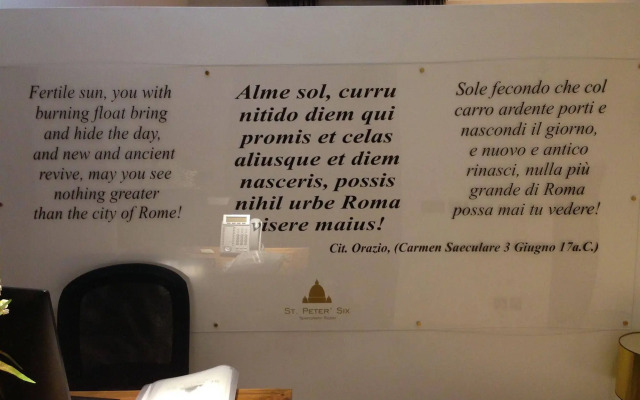 Fertile sun, you with
burning float bring
and hide the day,
and new and ancient
revive, may you see
nothing greater
than the city of Rome!
Alme sol, curru
nitido diem qui
promis et celas
aliusque et diem
nasceris, possis
nihil urbe Roma
visere maius!
Sole fecondo che col
carro ardente porti e
nascondi il giorno,
e nuovo e antico
rinasci, nulla più
grande di Roma
possa mai tu vedere!
Cit. Orazio, (Carmen Saeculare 3 Giugno 17a.C.)
St. Peter' Six